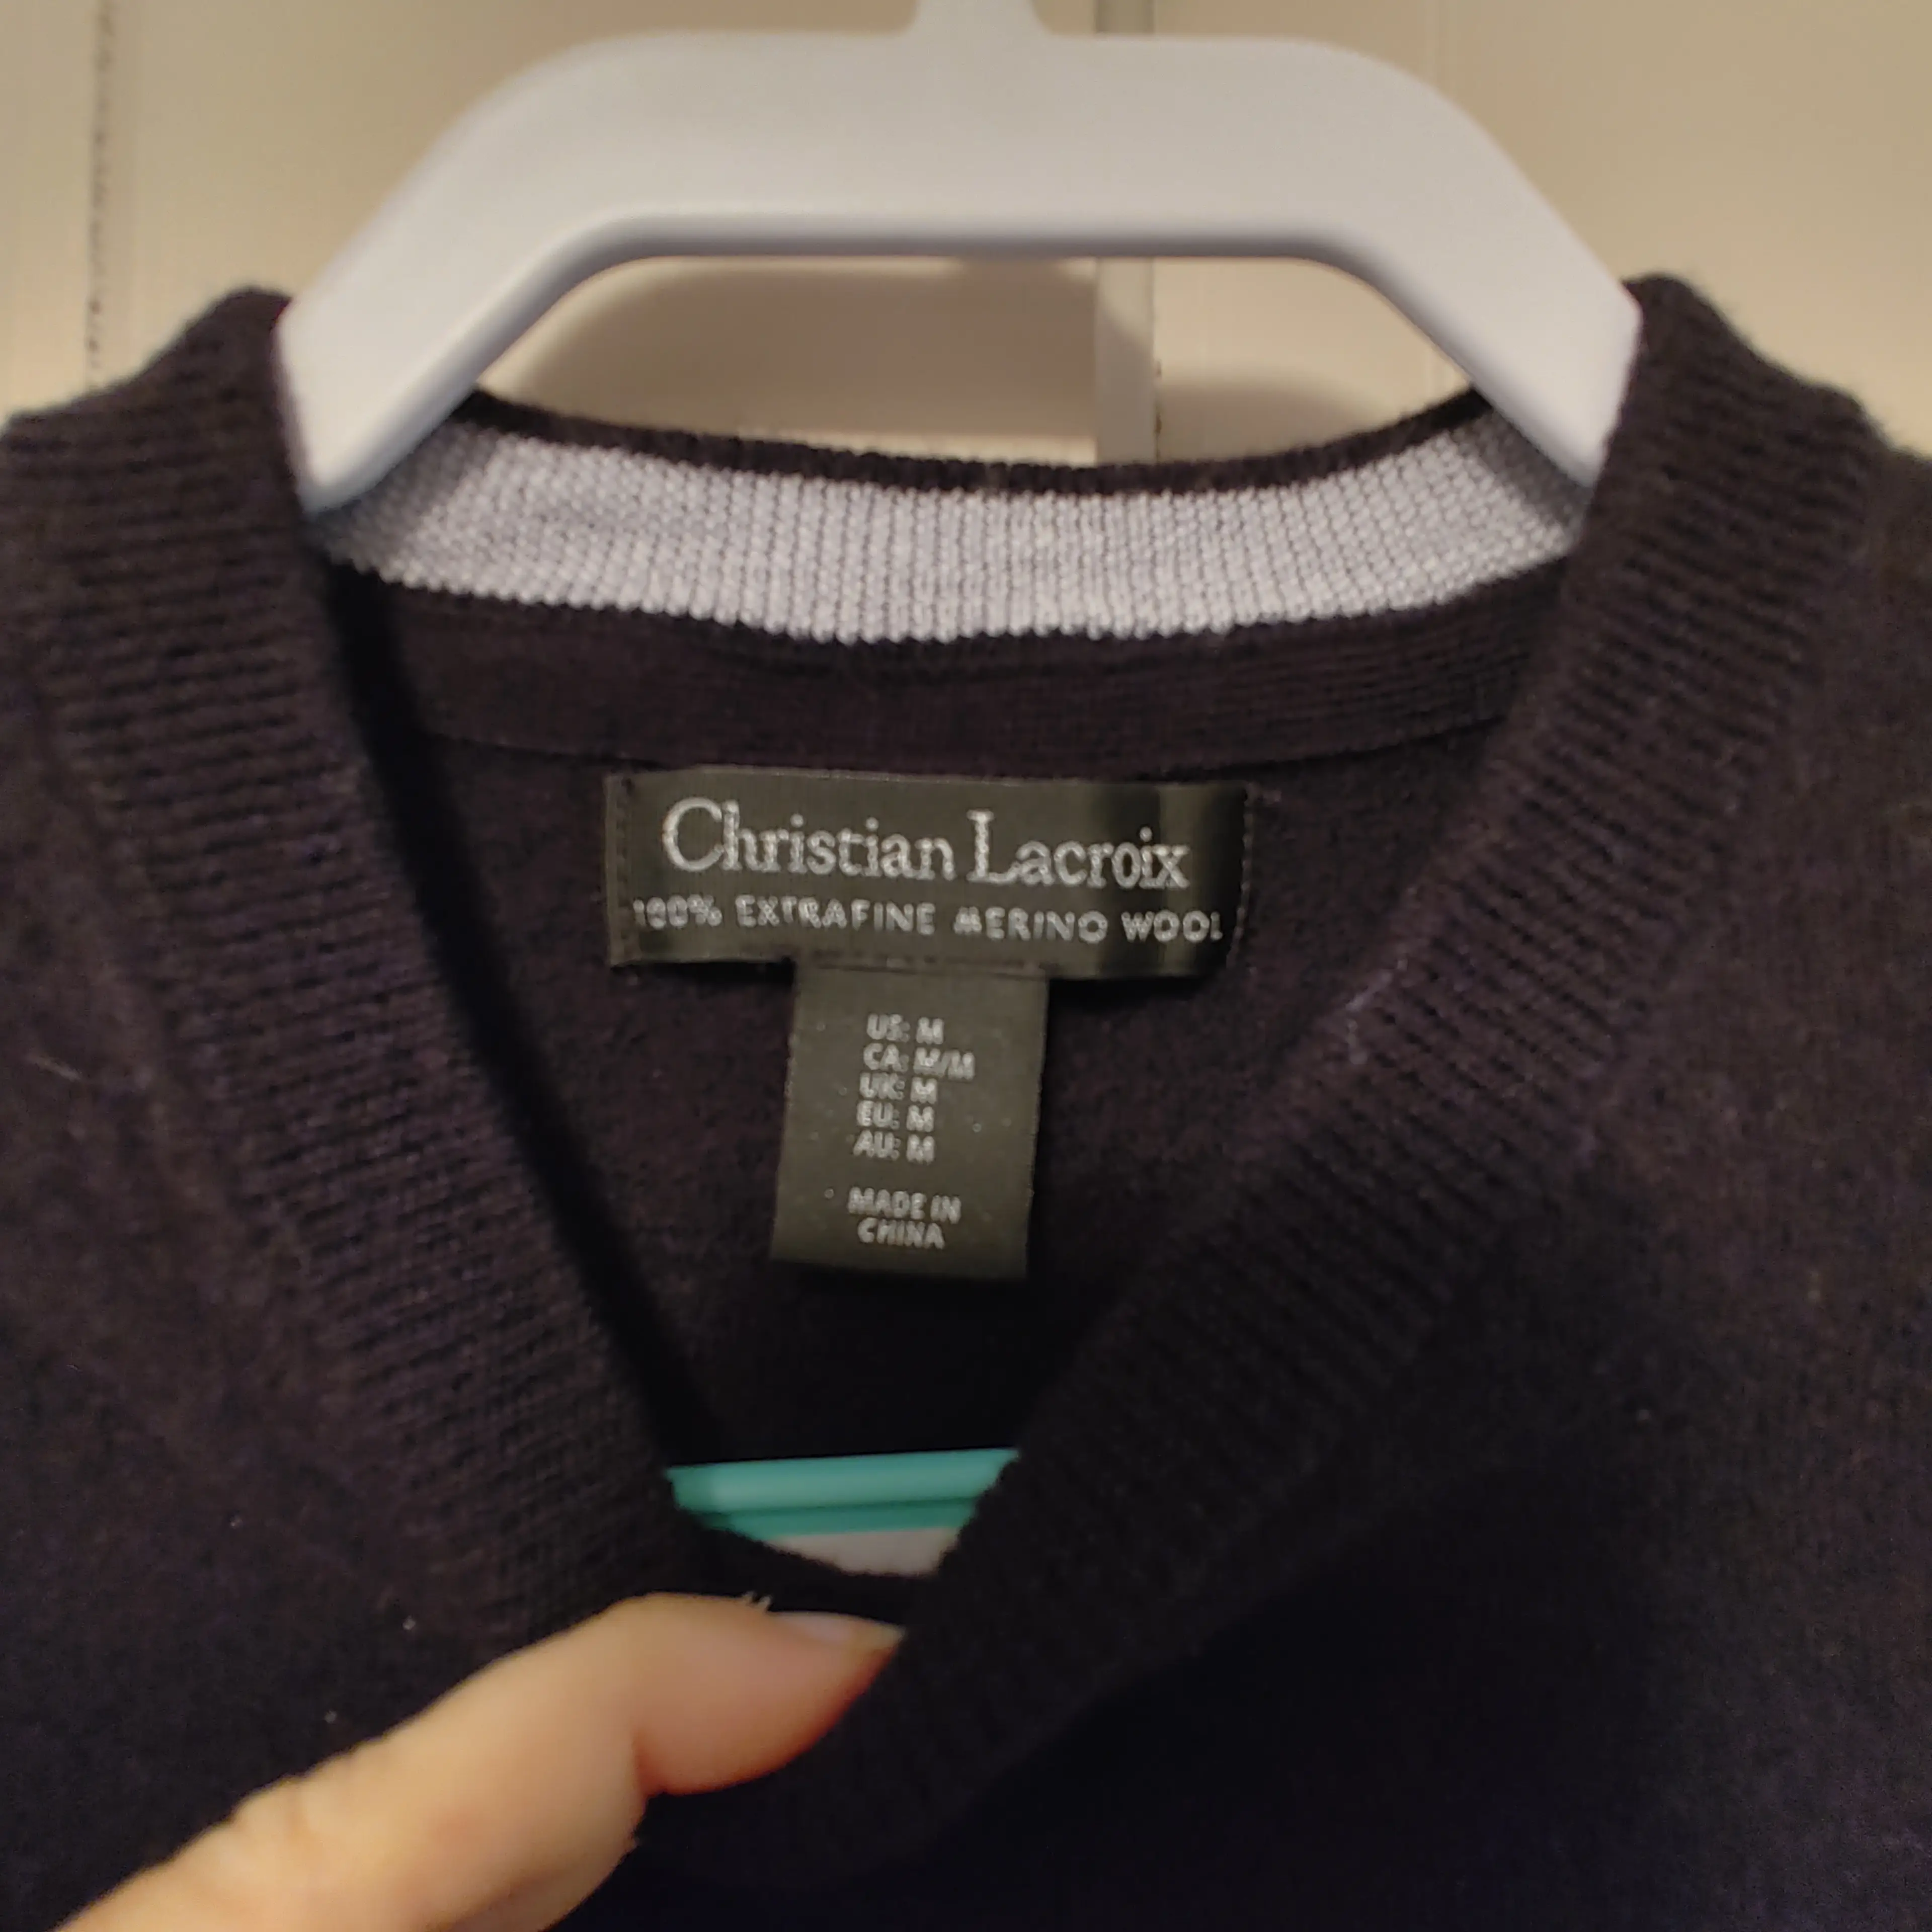 Christian Lacroix
100% EXTRAFINE MERINO WOOL
US: M
CA: M/M
UK: M
EU: M
AU: M
MADE IN
CHINA